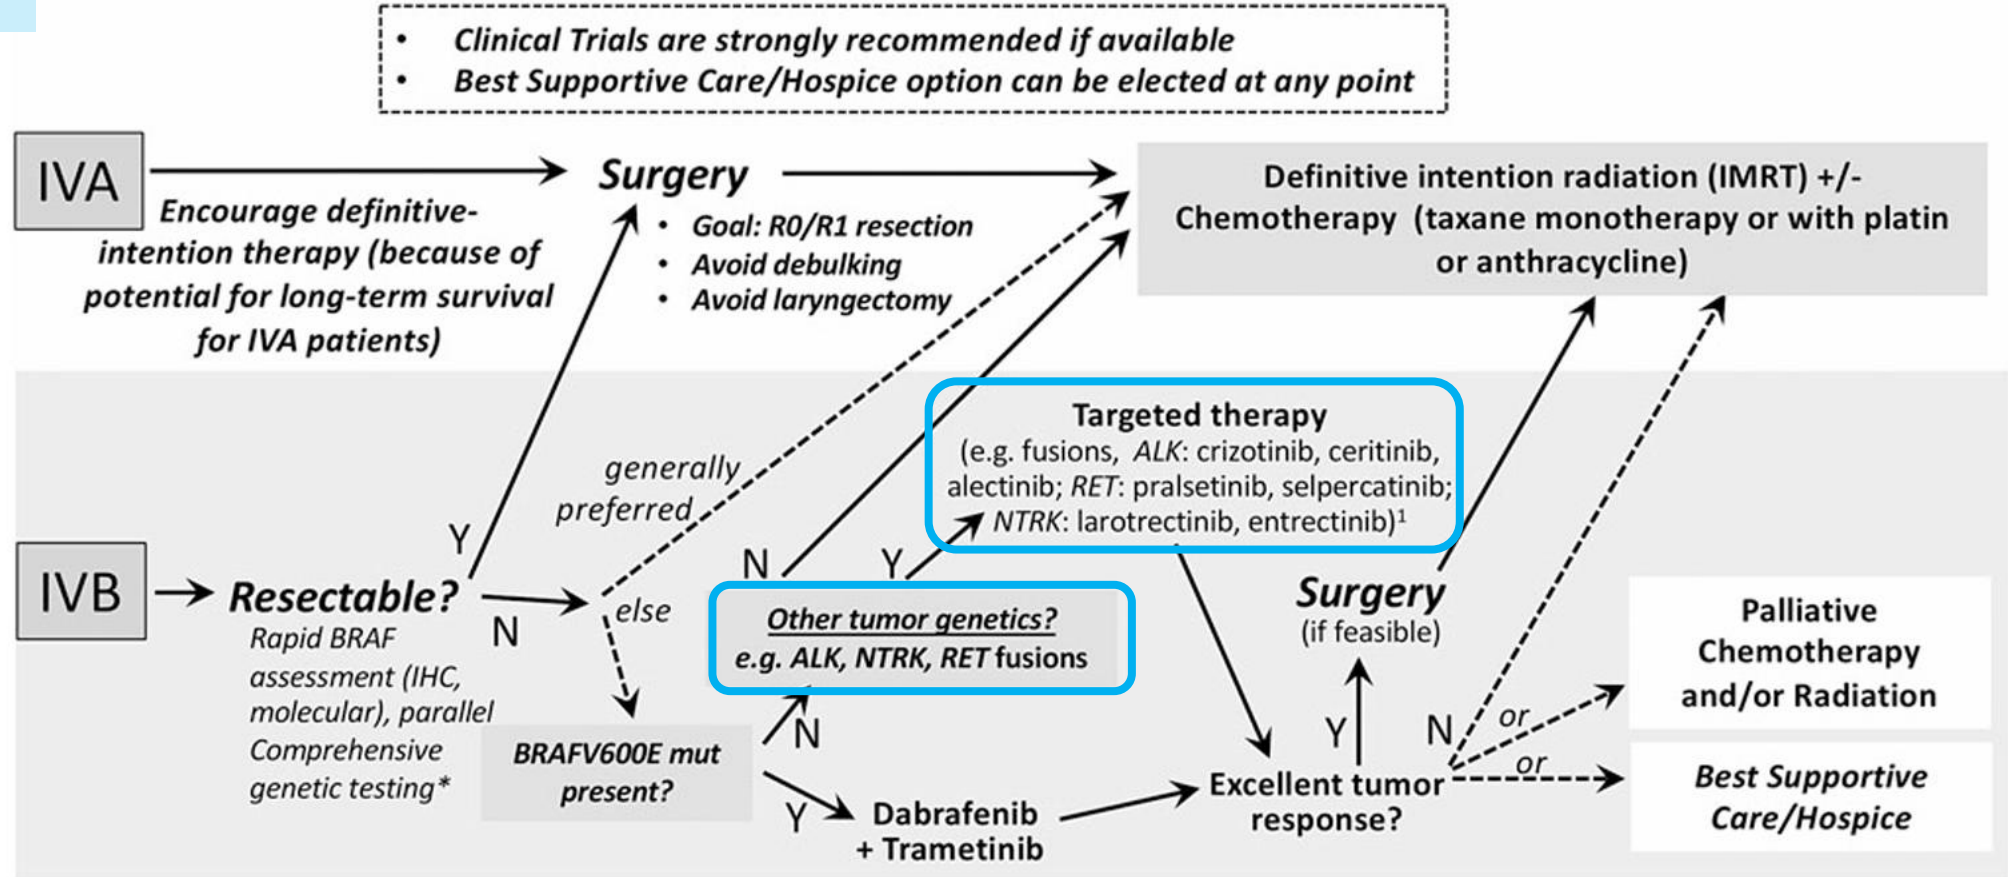 • Clinical Trials are strongly recommended if available
• Best Supportive Care/Hospice option can be elected at any point
IVA
Encourage definitive-
intention therapy (because of
potential for long-term survival
for IVA patients)
Surgery
• Goal: R0/R1 resection
• Avoid debulking
• Avoid laryngectomy
Definitive intention radiation (IMRT) +/-
Chemotherapy (taxane monotherapy or with platin
or anthracycline)
IVB
Resectable?
Rapid BRAF
assessment (IHC,
molecular), parallel
Comprehensive
genetic testing*
Y
N
generally
preferred
else
BRAFV600E mut
present?
N
Y
Other tumor genetics?
e.g. ALK, NTRK, RET fusions
N
Y
Targeted therapy
(e.g. fusions, ALK: crizotinib, ceritinib,
alectinib; RET: pralsetinib, selpercatinib;
NTRK: larotrectinib, entrectinib)¹
Dabrafenib
+ Trametinib
Excellent tumor
response?
Y
N
Surgery
(if feasible)
or
or
Palliative
Chemotherapy
and/or Radiation
Best Supportive
Care/Hospice